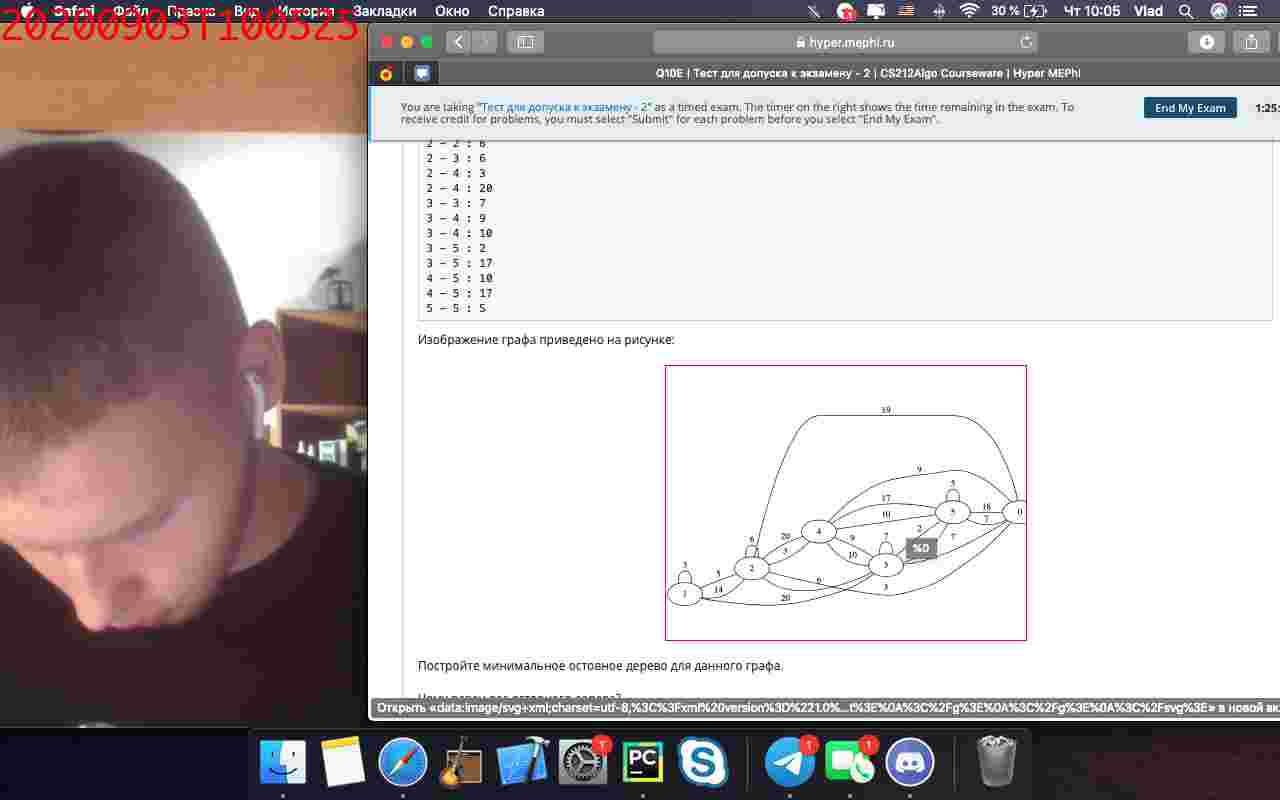 Safari Файл Правка Вид История Закладки Окно Справка 30 % Чт 10:05 Vlad
20200903T100525
hyper.mephi.ru
Q10E | Тест для допуска к экзамену - 2 | CS212Algo Courseware | Hyper MEPhI
You are taking "Тест для допуска к экзамену - 2" as a timed exam. The timer on the right shows the time remaining in the exam. To
receive credit for problems, you must select "Submit" for each problem before you select "End My Exam".
End My Exam
1:25:
2 - 2 : 6
2 - 3 : 6
2 - 4 : 3
2 - 4 : 20
3 - 3 : 7
3 - 4 : 9
3 - 4 : 10
3 - 5 : 2
3 - 5 : 17
4 - 5 : 10
4 - 5 : 17
5 - 5 : 5
Изображение графа приведено на рисунке:
19
9
5
17
18
10
5
0
7
4
2
7
6
20
9
7
%0
3
10
3
2
3
5
6
3
1
14
20
Постройте минимальное остовное дерево для данного графа.
Открыть «data:image/svg+xml;charset=utf-8,%3C%3Fxml%20version%3D%221.0%...t%3E%0A%3C%2Fg%3E%0A%3C%2Fg%3E%0A%3C%2Fsvg%3E» в новой вк
PC
1
1
1